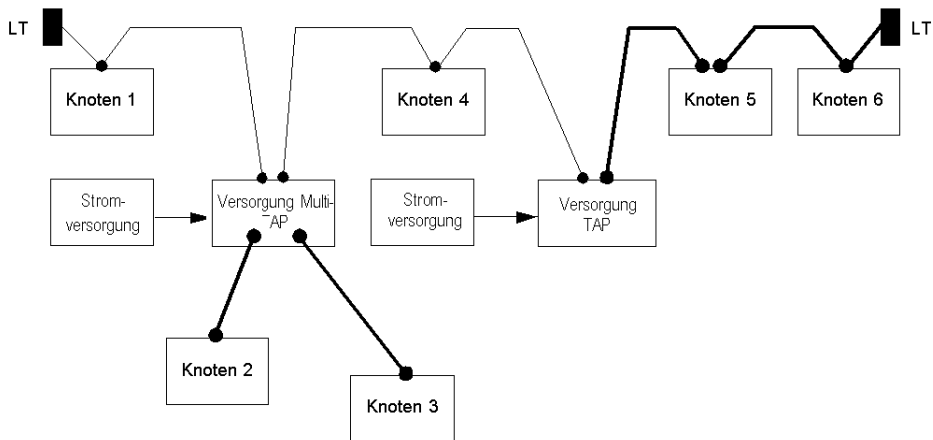 LT
LT
Knoten 1
Knoten 4
Knoten 5
Knoten 6
Strom-
versorgung
Versorgung Multi-
TAP
Strom-
versorgung
Versorgung
TAP
Knoten 2
Knoten 3